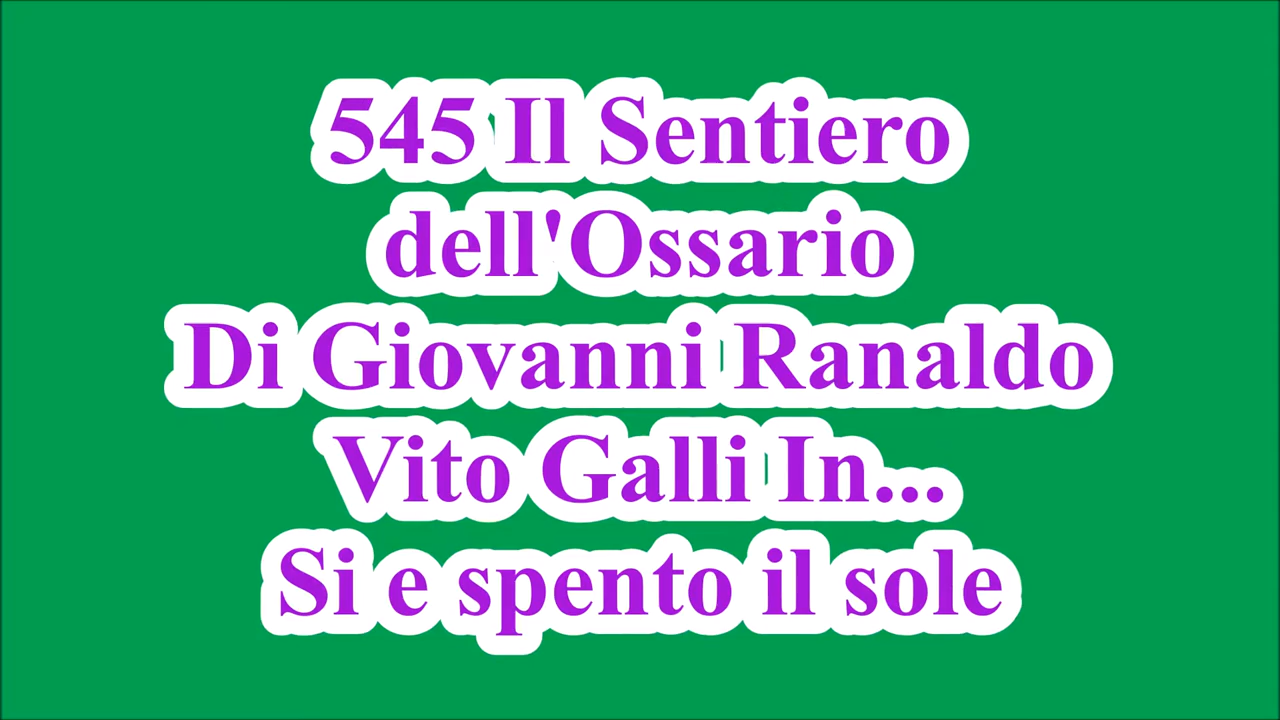 545 Il Sentiero
dell'Ossario
Di Giovanni Ranaldo
Vito Galli In...
Si e spento il sole